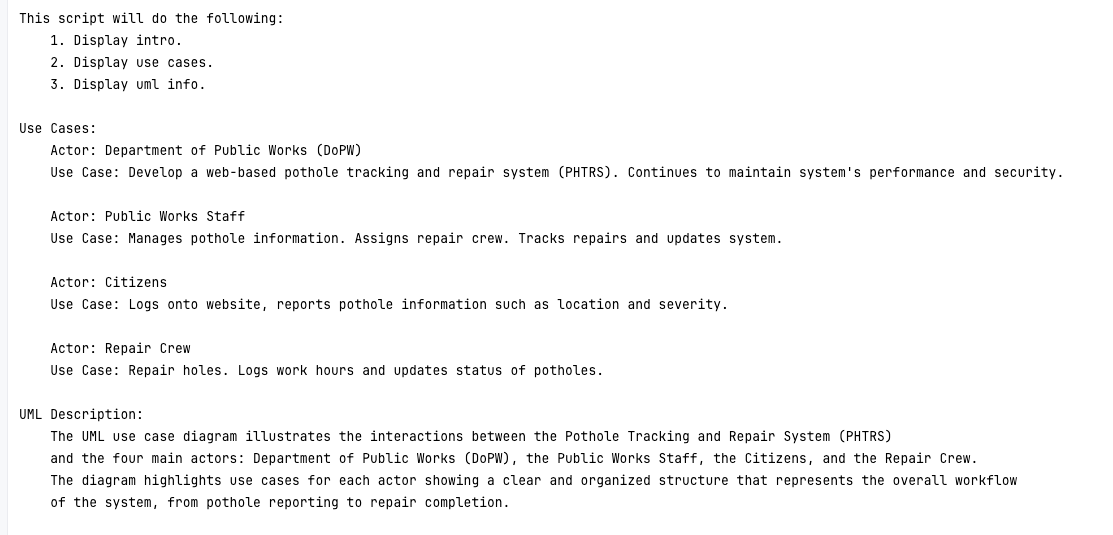 This script will do the following:
    1. Display intro.
    2. Display use cases.
    3. Display uml info.

Use Cases:
    Actor: Department of Public Works (DoPW)
    Use Case: Develop a web-based pothole tracking and repair system (PHTRS). Continues to maintain system's performance and security.

    Actor: Public Works Staff
    Use Case: Manages pothole information. Assigns repair crew. Tracks repairs and updates system.

    Actor: Citizens
    Use Case: Logs onto website, reports pothole information such as location and severity.

    Actor: Repair Crew
    Use Case: Repair holes. Logs work hours and updates status of potholes.

UML Description:
    The UML use case diagram illustrates the interactions between the Pothole Tracking and Repair System (PHTRS)
    and the four main actors: Department of Public Works (DoPW), the Public Works Staff, the Citizens, and the Repair Crew.
    The diagram highlights use cases for each actor showing a clear and organized structure that represents the overall workflow
    of the system, from pothole reporting to repair completion.